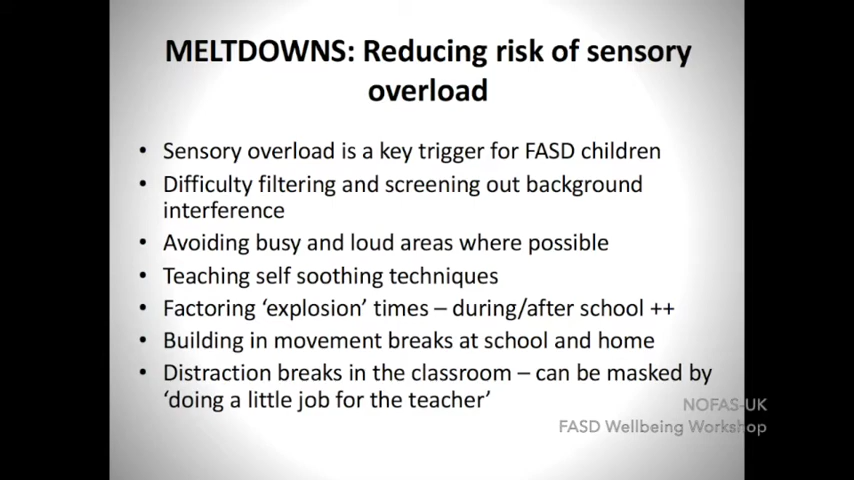 MELTDOWNS: Reducing risk of sensory
overload
• Sensory overload is a key trigger for FASD children
• Difficulty filtering and screening out background
interference
• Avoiding busy and loud areas where possible
• Teaching self soothing techniques
• Factoring ‘explosion’ times – during/after school ++
• Building in movement breaks at school and home
• Distraction breaks in the classroom – can be masked by
‘doing a little job for the teacher’
NOFAS-UK
FASD Wellbeing Workshop